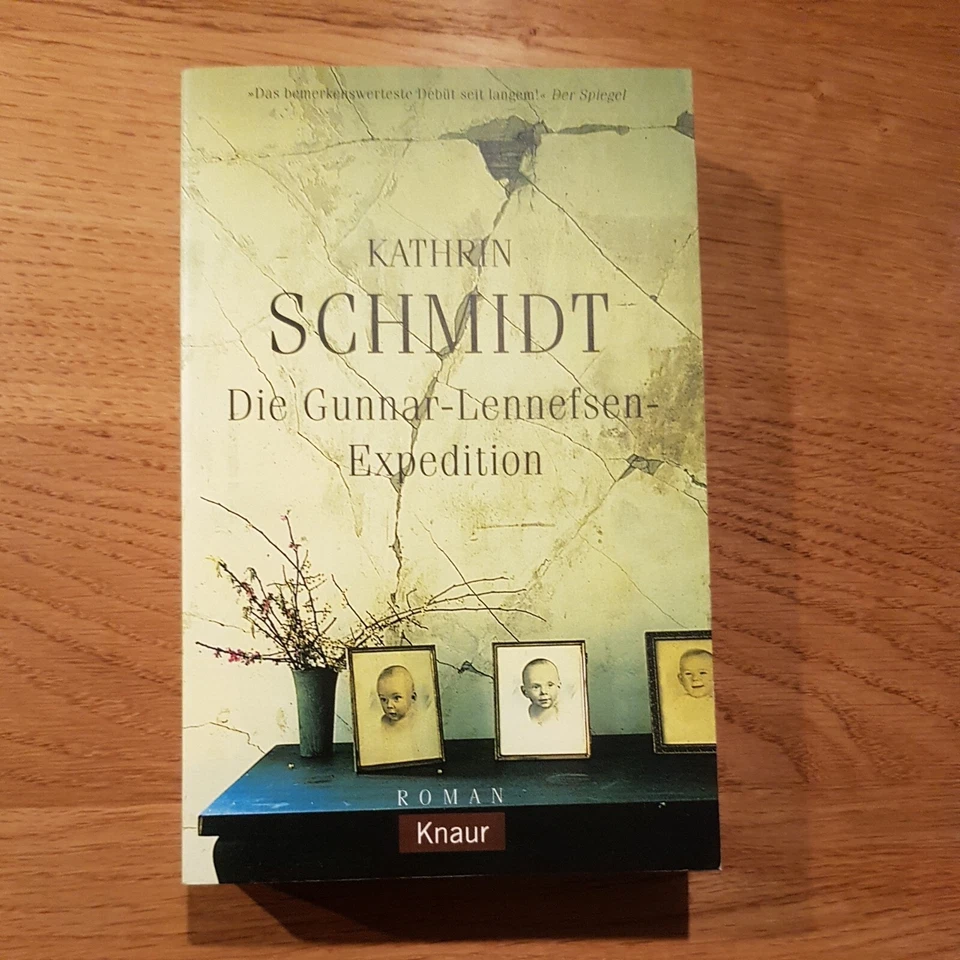 »Das bemerkenswerteste Debüt seit langem!« Der Spiegel
KATHRIN
SCHMIDT
Die Gunnar-Lennefsen-
Expedition
ROMAN
Knaur